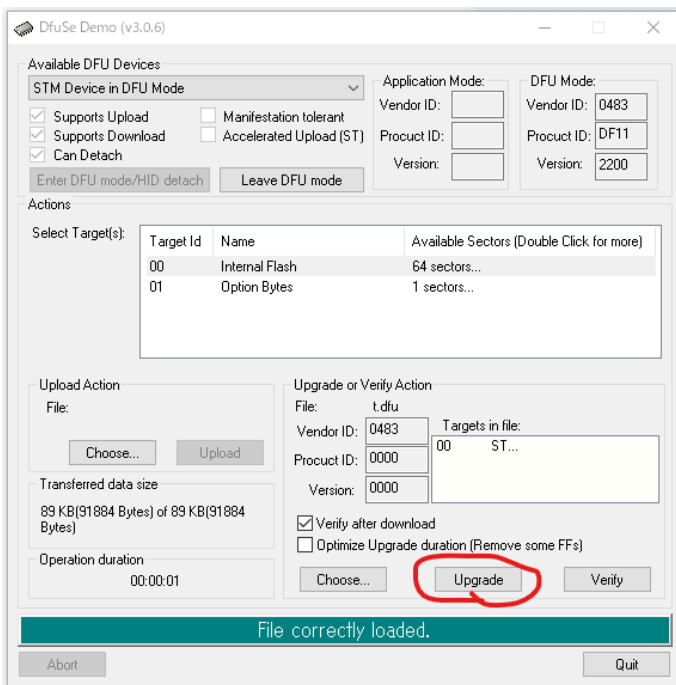 DfuSe Demo (v3.0.6)
Available DFU Devices
STM Device in DFU Mode
Supports Upload
Manifestation tolerant
Supports Download
Accelerated Upload (ST)
Can Detach
Enter DFU mode/HID detach
Leave DFU mode
Application Mode:
Vendor ID:
Procuct ID:
Version:
DFU Mode:
Vendor ID: 0483
Procuct ID: DF11
Version: 2200
Actions
Select Target(s):
Target Id Name Available Sectors (Double Click for more)
00 Internal Flash 64 sectors...
01 Option Bytes 1 sectors...
Upload Action
File:
Choose... Upload
Transferred data size
89 KB(91884 Bytes) of 89 KB(91884
Bytes)
Operation duration
00:00:01
Upgrade or Verify Action
File: t.dfu
Vendor ID: 0483
Procuct ID: 0000
Version: 0000
Targets in file:
00 ST...
Verify after download
Optimize Upgrade duration (Remove some FFs)
Choose... Upgrade Verify
File correctly loaded.
Abort Quit